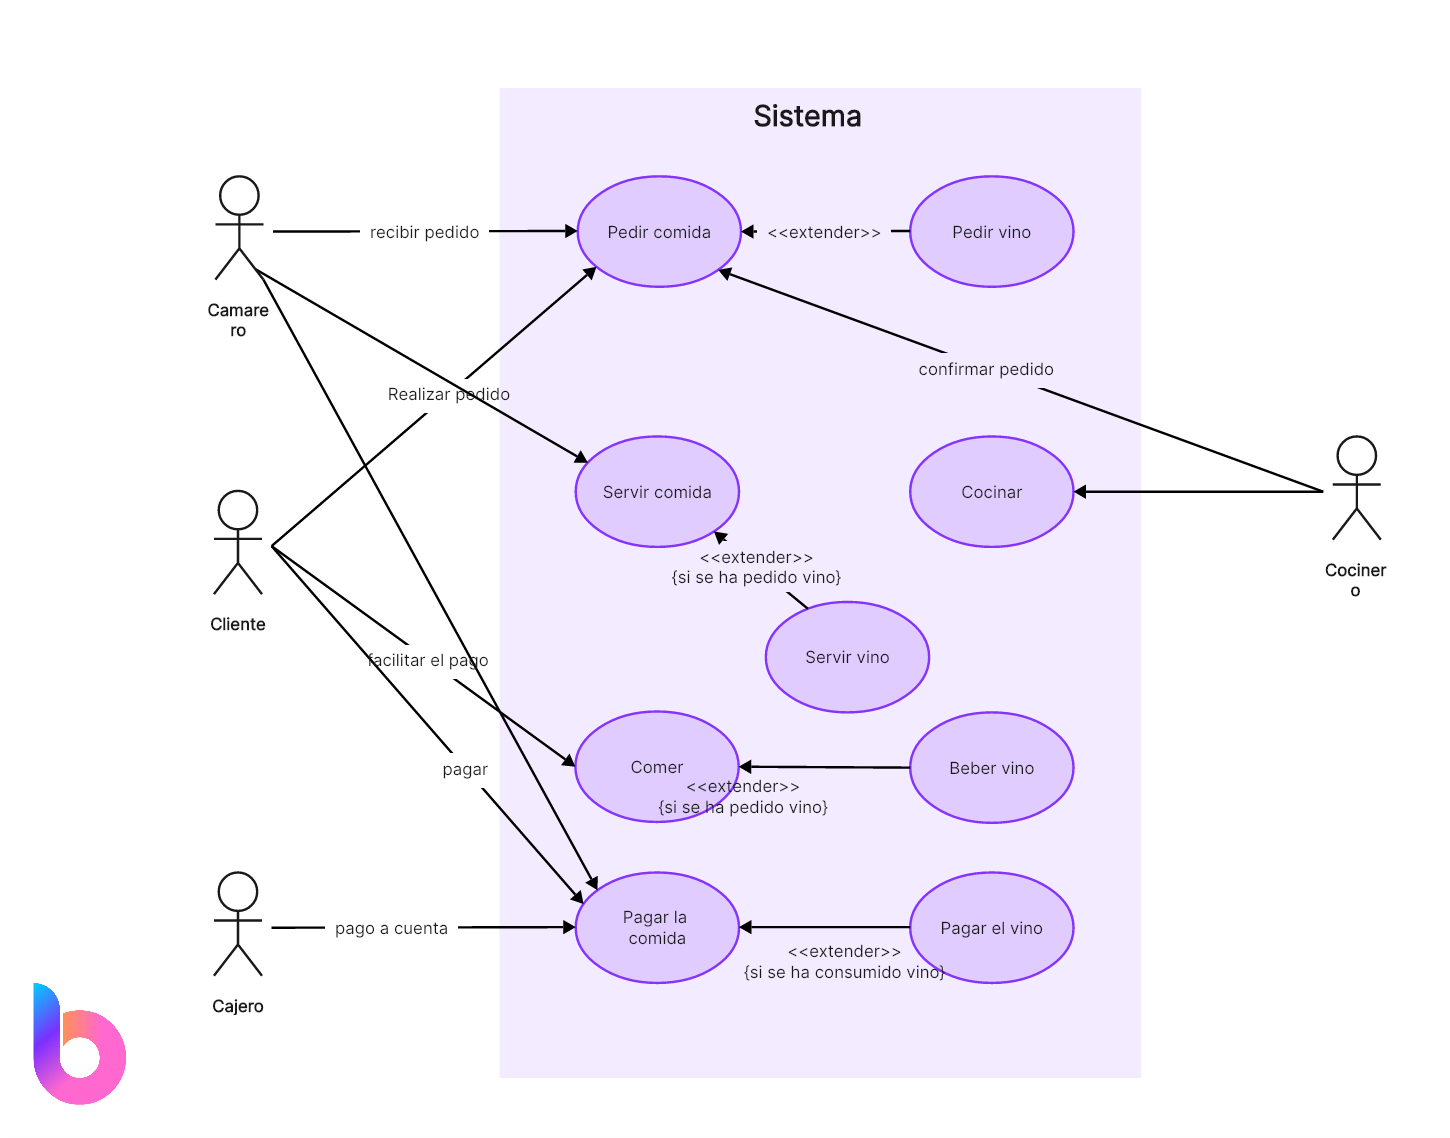 Sistema
recibir pedido
Pedir comida
<<extender>>
Pedir vino
Camare
ro
confirmar pedido
Realizar pedido
Servir comida
Cocinar
<<extender>>
{si se ha pedido vino}
Cociner
o
Cliente
Servir vino
facilitar el pago
pagar
Comer
Beber vino
<<extender>>
{si se ha pedido vino}
Pagar la
comida
pago a cuenta
Pagar el vino
<<extender>>
{si se ha consumido vino}
Cajero
b